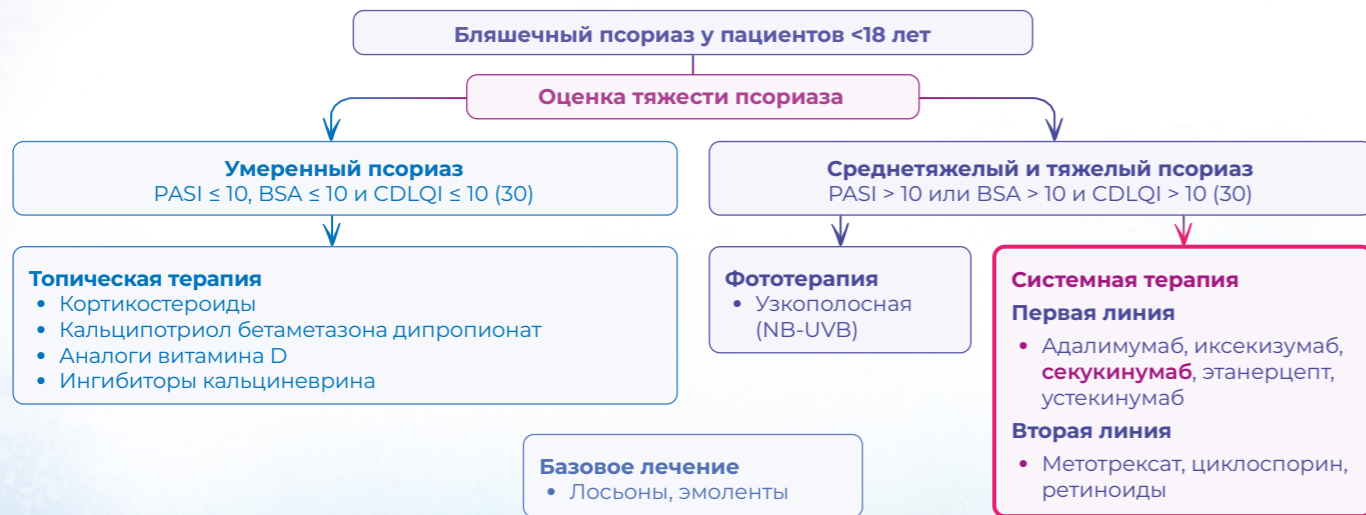 Бляшечный псориаз у пациентов <18 лет
Оценка тяжести псориаза
Умеренный псориаз
PASI ≤ 10, BSA ≤ 10 и CDLQI ≤ 10 (30)
Среднетяжелый и тяжелый псориаз
PASI > 10 или BSA > 10 и CDLQI > 10 (30)
Топическая терапия
• Кортикостероиды
• Кальципотриол бетаметазона дипропионат
• Аналоги витамина D
• Ингибиторы кальциневрина
Фототерапия
• Узкополосная
(NB-UVB)
Системная терапия
Первая линия
• Адалимумаб, иксекизумаб,
секукинумаб, этанерцепт,
устекинумаб
Вторая линия
• Метотрексат, циклоспорин,
ретиноиды
Базовое лечение
• Лосьоны, эмоленты